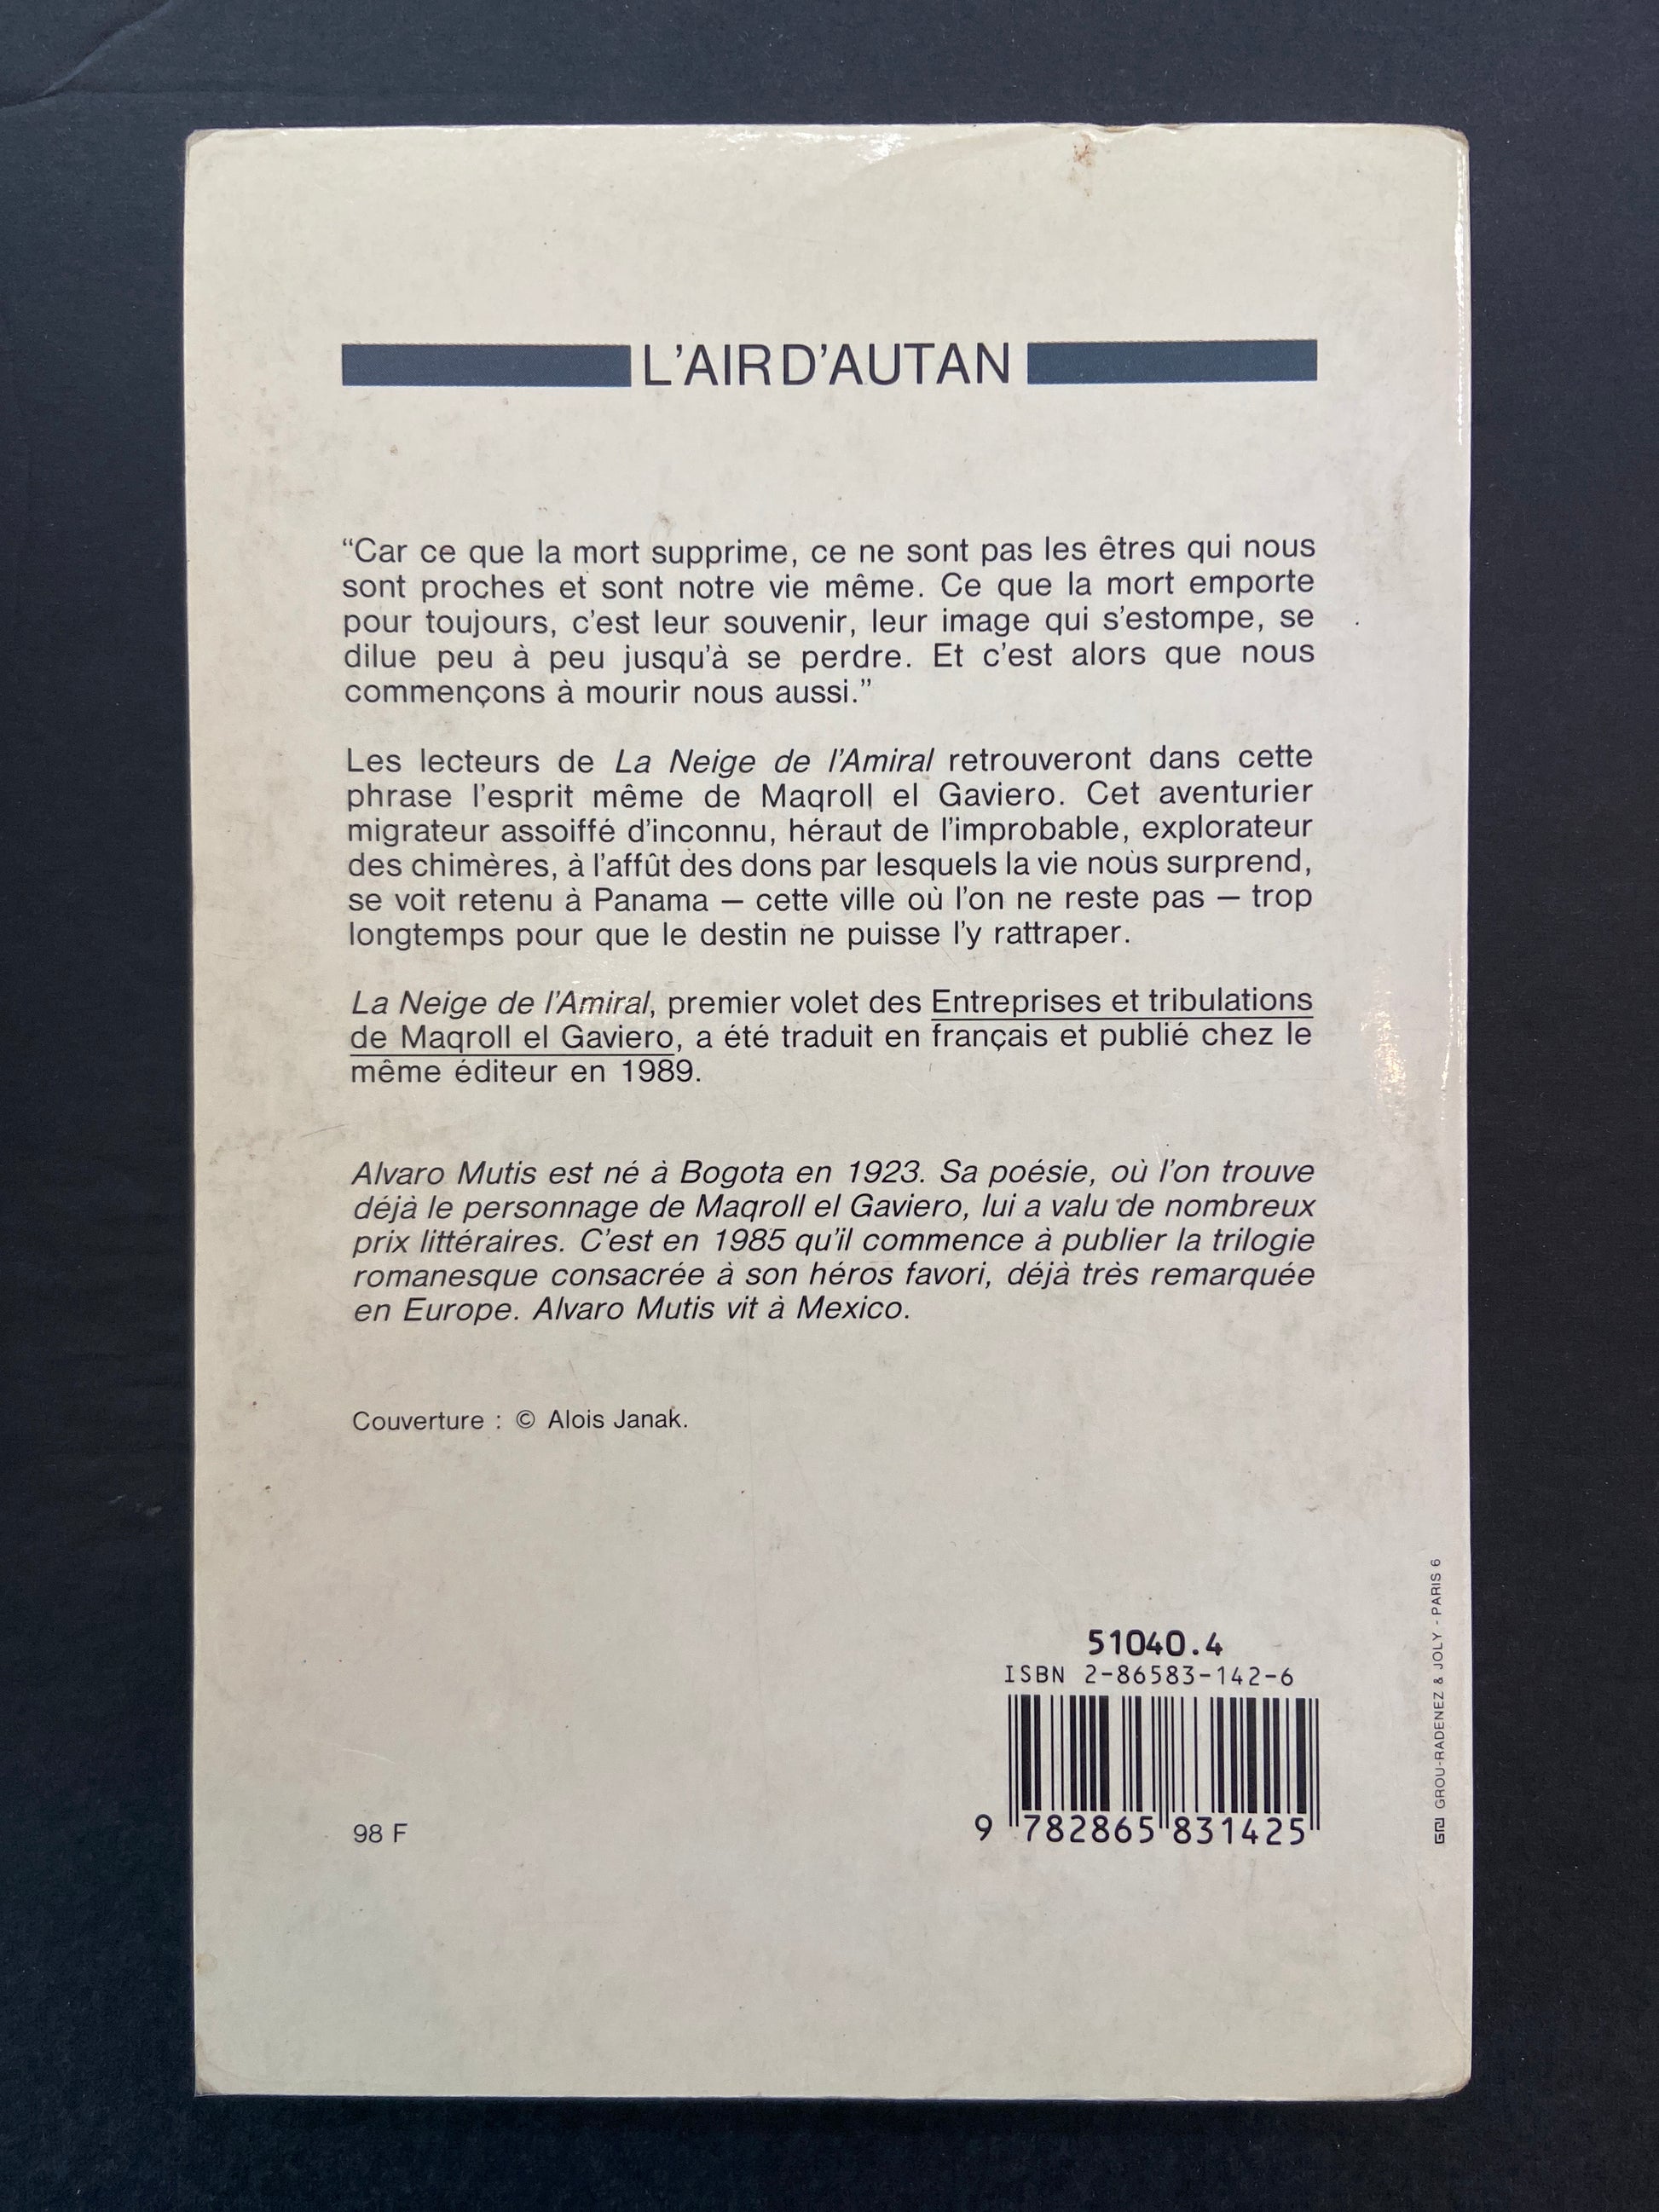 L'AIR D'AUTAN
“Car ce que la mort supprime, ce ne sont pas les êtres qui nous
sont proches et sont notre vie même. Ce que la mort emporte
pour toujours, c'est leur souvenir, leur image qui s'estompe, se
dilue peu à peu jusqu'à se perdre. Et c'est alors que nous
commençons à mourir nous aussi.”
Les lecteurs de La Neige de l'Amiral retrouveront dans cette
phrase l'esprit même de Maqroll el Gaviero. Cet aventurier
migrateur assoiffé d'inconnu, héraut de l'improbable, explorateur
des chimères, à l'affût des dons par lesquels la vie nous surprend,
se voit retenu à Panama — cette ville où l'on ne reste pas — trop
longtemps pour que le destin ne puisse l'y rattraper.
La Neige de l'Amiral, premier volet des Entreprises et tribulations
de Maqroll el Gaviero, a été traduit en français et publié chez le
même éditeur en 1989.
Alvaro Mutis est né à Bogota en 1923. Sa poésie, où l'on trouve
déjà le personnage de Maqroll el Gaviero, lui a valu de nombreux
prix littéraires. C'est en 1985 qu'il commence à publier la trilogie
romanesque consacrée à son héros favori, déjà très remarquée
en Europe. Alvaro Mutis vit à Mexico.
Couverture : © Alois Janak.
51040.4
ISBN 2-86583-142-6
9 782865 831425
98 F
GROU-RADENEZ & JOLY - PARIS 6